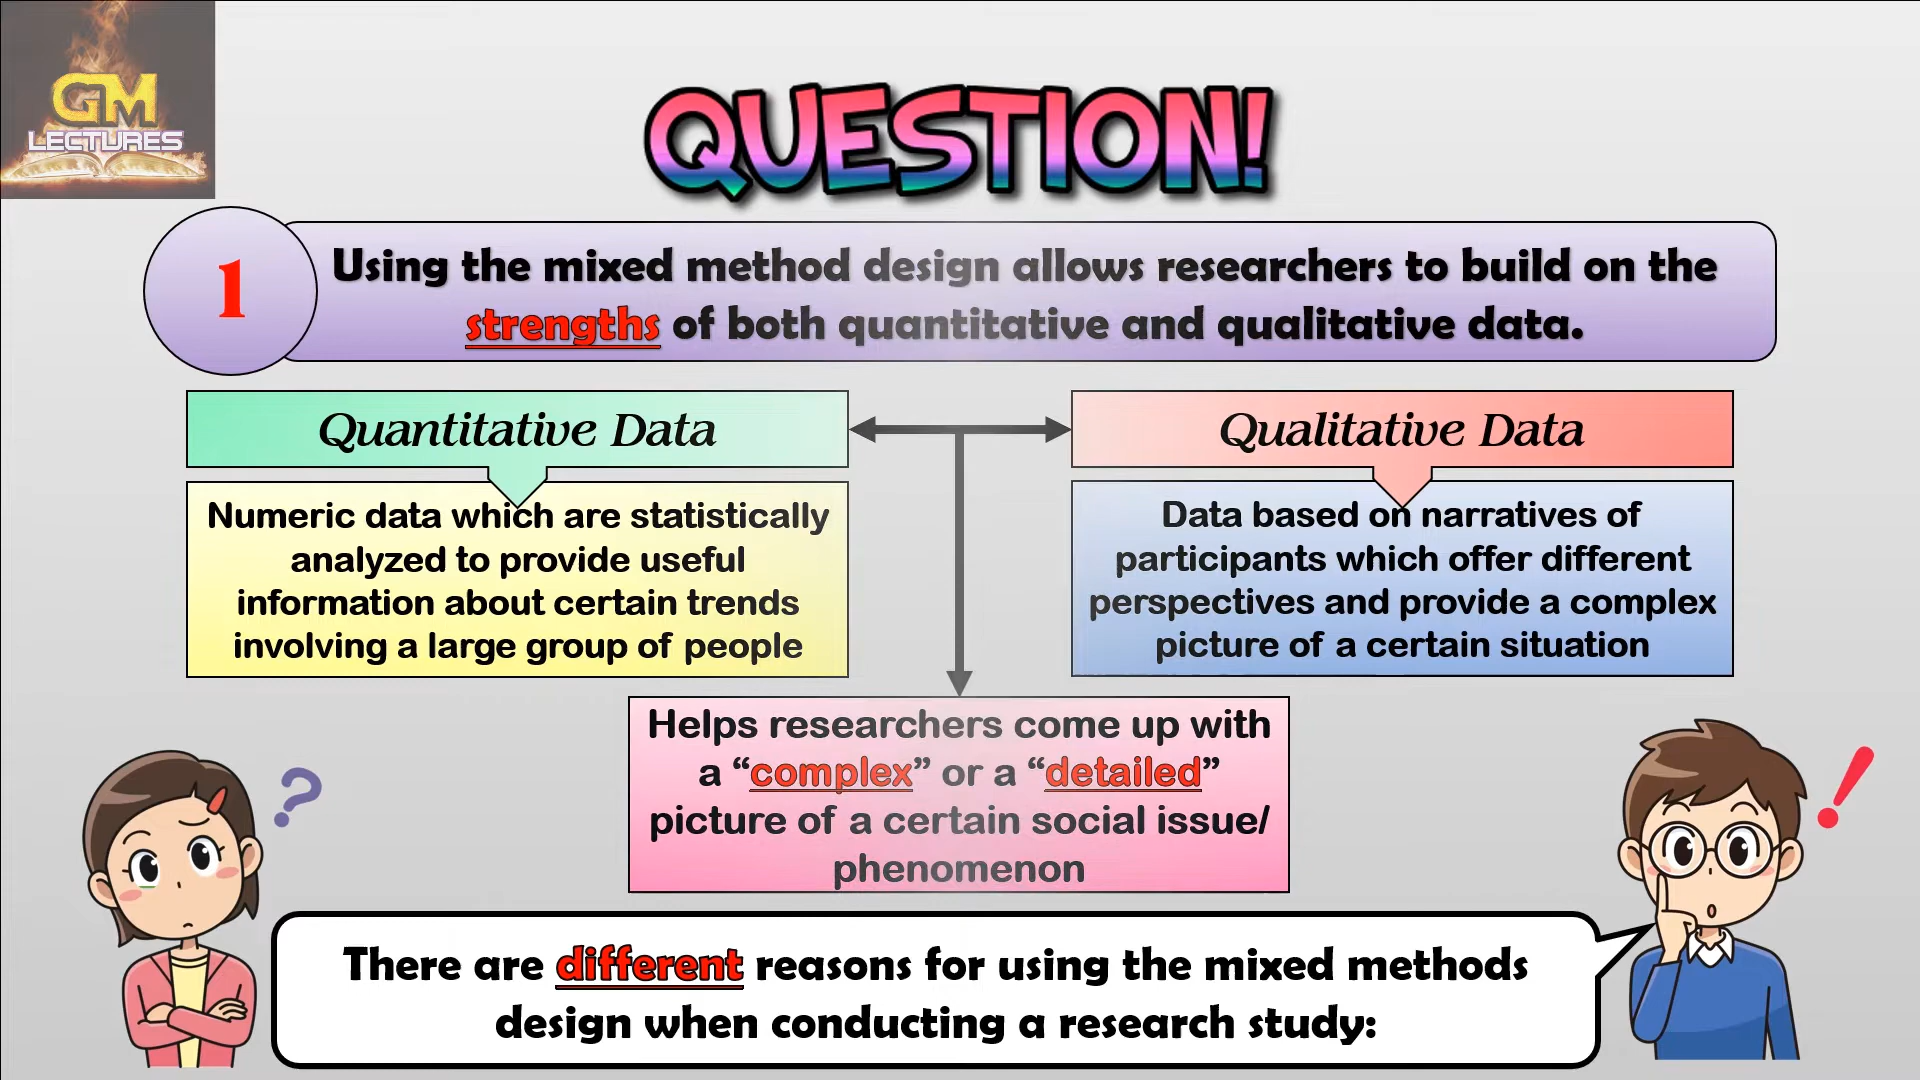 GM
LECTURES
QUESTION!
1
Using the mixed method design allows researchers to build on the
strengths of both quantitative and qualitative data.
Quantitative Data
Numeric data which are statistically
analyzed to provide useful
information about certain trends
involving a large group of people
Qualitative Data
Data based on narratives of
participants which offer different
perspectives and provide a complex
picture of a certain situation
Helps researchers come up with
a “complex” or a “detailed”
picture of a certain social issue/
phenomenon
?
!
There are different reasons for using the mixed methods
design when conducting a research study: